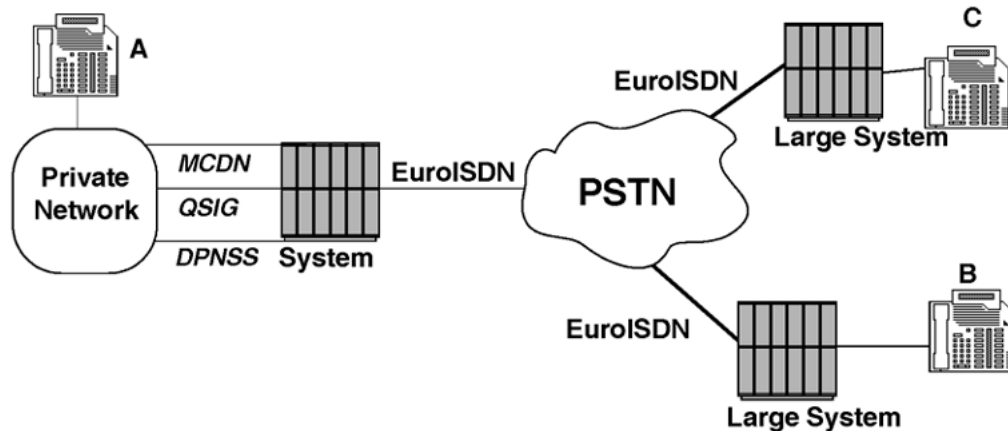 A
C
EuroISDN
Large System
Private
Network
MCDN
QSIG
DPNSS
System
EuroISDN
PSTN
B
EuroISDN
Large System